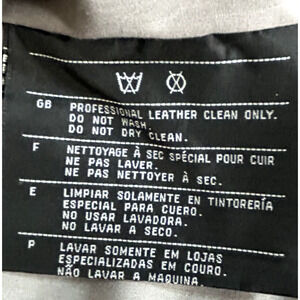 GB PROFESSIONAL LEATHER CLEAN ONLY.
DO NOT WASH.
DO NOT DRY CLEAN.
F NETTOYAGE À SEC SPÉCIAL POUR CUIR
NE PAS LAVER.
NE PAS NETTOYER À SEC.
E LIMPIAR SOLAMENTE EN TINTORERÍA
ESPECIAL PARA CUERO.
NO USAR LAVADORA.
NO LAVAR A SECO.
P LAVAR SOMENTE EM LOJAS
ESPECIALIZADAS EM COURO.
NÃO LAVAR A MAQUINA.